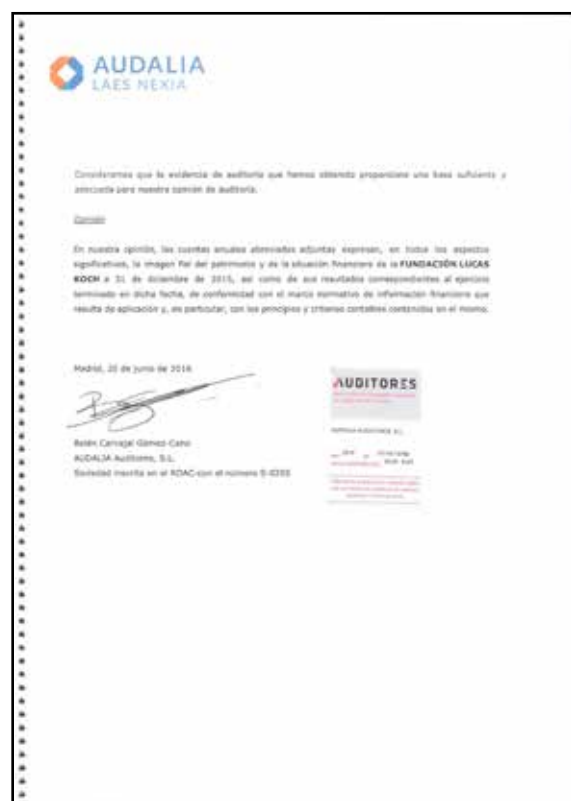 AUDALIA
LAES NEXIA
Consideramos que la evidencia de auditoría que hemos obtenido proporciona una base suficiente y
adecuada para nuestra opinión de auditoría.
Opinión
En nuestra opinión, las cuentas anuales abreviadas adjuntas expresan, en todos los aspectos
significativos, la imagen fiel del patrimonio y de la situación financiera de la FUNDACIÓN LUCAS
KOCH a 31 de diciembre de 2015, así como de sus resultados correspondientes al ejercicio
terminado en dicha fecha, de conformidad con el marco normativo de información financiera que
resulta de aplicación y, en particular, con los principios y criterios contables contenidos en el mismo.
Madrid, 20 de junio de 2016
Belén Carvajal Gómez-Cano
AUDALIA Auditores, S.L.
Sociedad inscrita en el ROAC con el número
AUDITORES
AUDITORES, S.L.